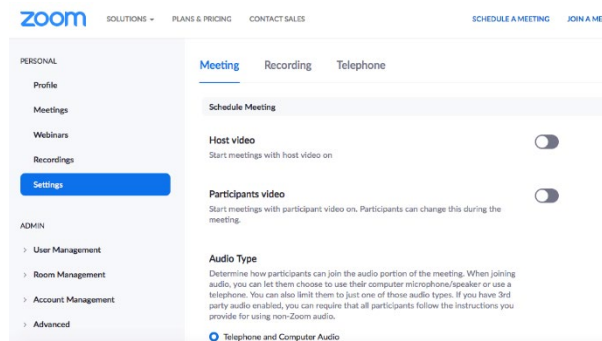 zoom SOLUTIONS PLANS & PRICING CONTACT SALES SCHEDULE A MEETING JOIN A ME
PERSONAL
Profile
Meetings
Webinars
Recordings
Settings
ADMIN
User Management
Room Management
Account Management
Advanced
Meeting Recording Telephone
Schedule Meeting
Host video
Start meetings with host video on
Participants video
Start meetings with participant video on. Participants can change this during the
meeting.
Audio Type
Determine how participants can join the audio portion of the meeting. When joining
audio, you can let them choose to use their computer microphone/speaker or use a
telephone. You can also limit them to just one of those audio types. If you have 3rd
party audio enabled, you can require that all participants follow the instructions you
provide for using non-Zoom audio.
Telephone and Computer Audio